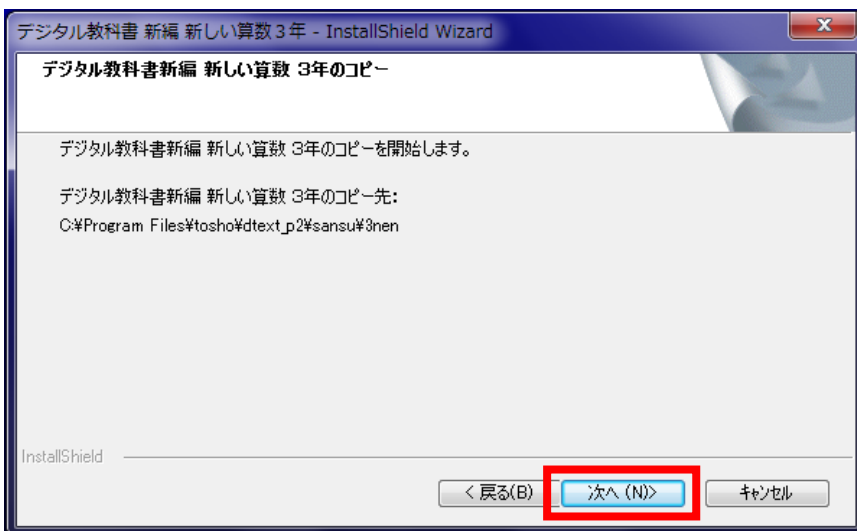 デジタル教科書 新編 新しい算数3年 - InstallShield Wizard
デジタル教科書新編 新しい算数 3年のコピー
デジタル教科書新編 新しい算数 3年のコピーを開始します。
デジタル教科書新編 新しい算数 3年のコピー先:
C:¥Program Files¥tosho¥dtext_p2¥sansu¥3nen
InstallShield
< 戻る(B)
次へ (N)>
キャンセル